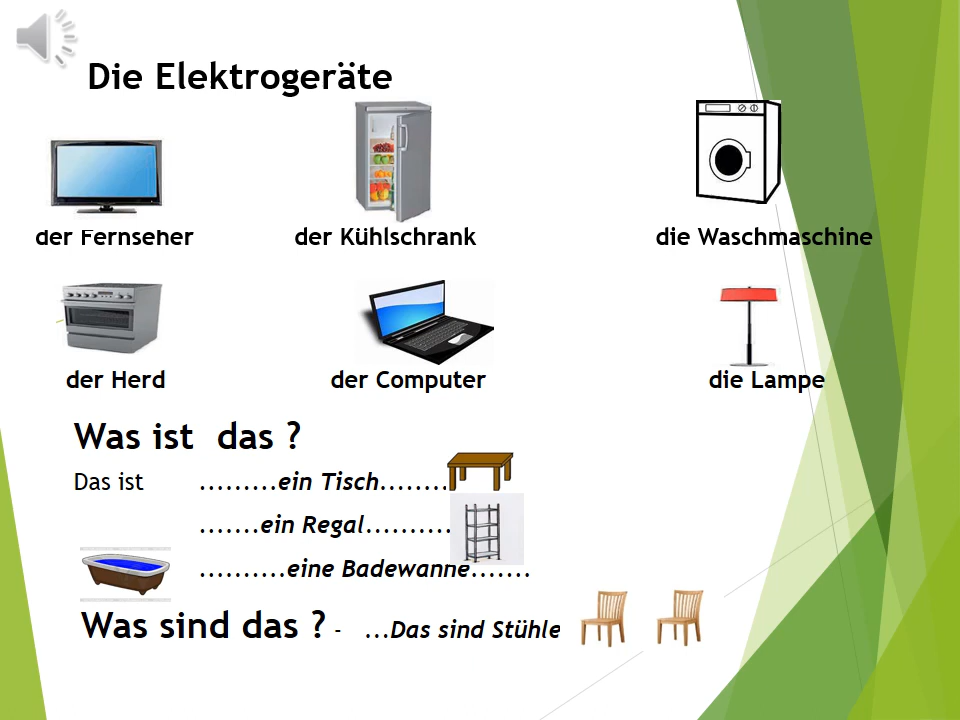 Die Elektrogeräte
der Fernseher der Kühlschrank die Waschmaschine
der Herd der Computer die Lampe
Was ist das ?
Das ist .........ein Tisch........
.......ein Regal..........
..........eine Badewanne.......
Was sind das ? - ...Das sind Stühle